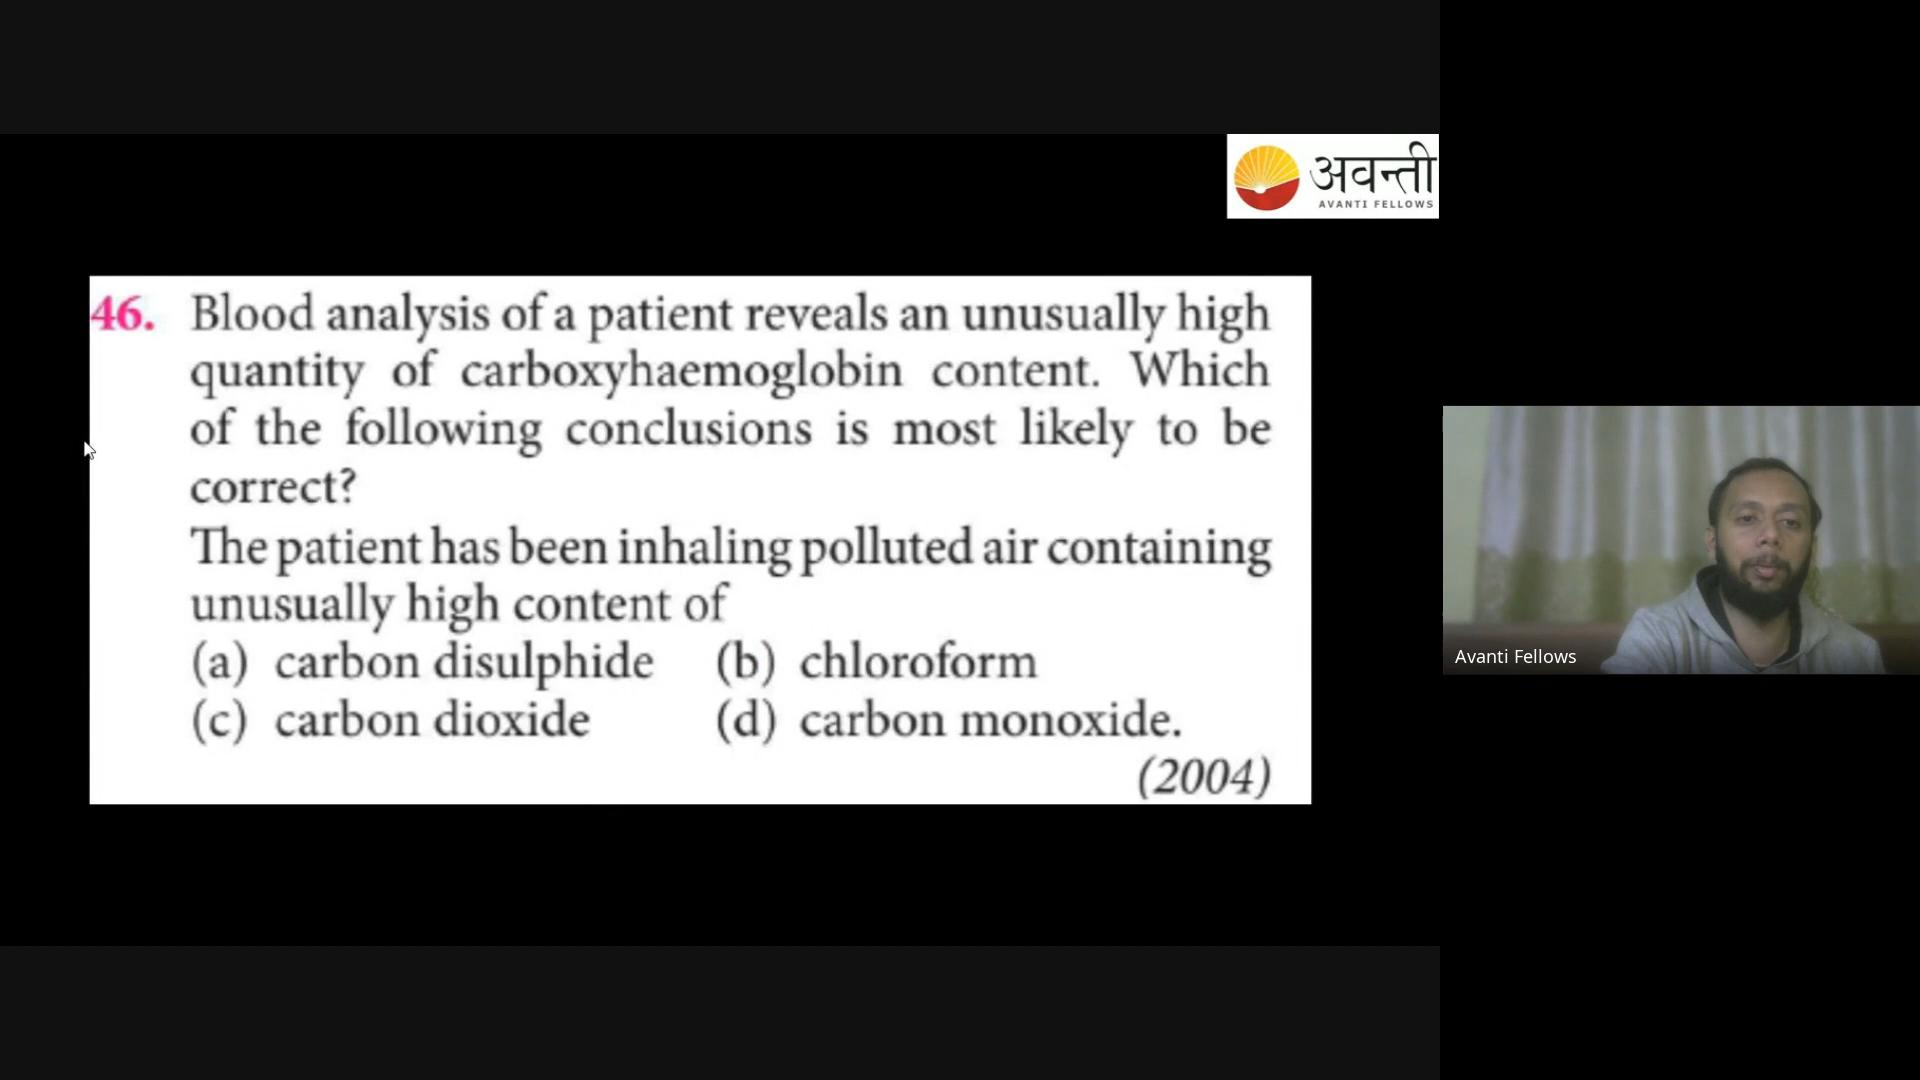 अवन्ती
AVANTI FELLOWS
46. Blood analysis of a patient reveals an unusually high
quantity of carboxyhaemoglobin content. Which
of the following conclusions is most likely to be
correct?
The patient has been inhaling polluted air containing
unusually high content of
(a) carbon disulphide (b) chloroform
(c) carbon dioxide (d) carbon monoxide.
(2004)
Avanti Fellows